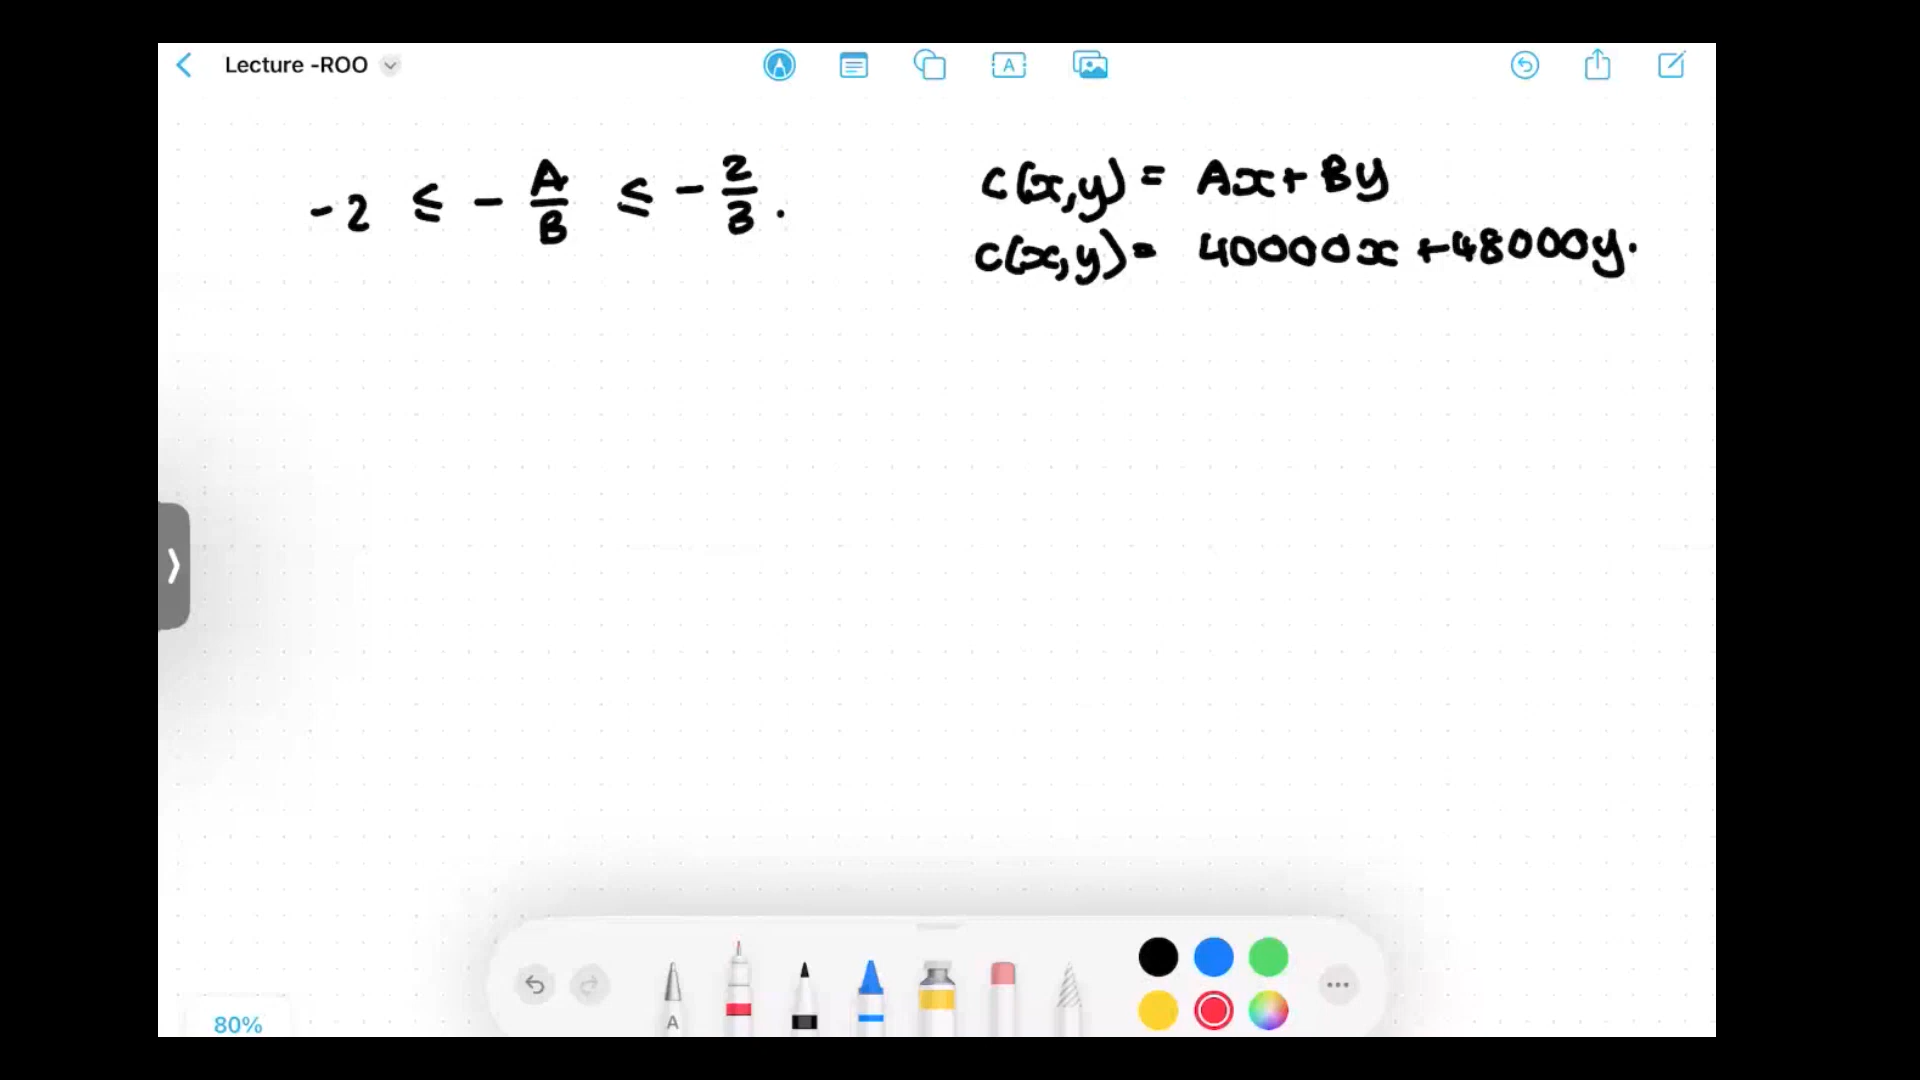 Lecture -ROO
-2 ≤ - A/B ≤ - 2/3 .
c(x,y) = Ax + By
c(x,y) = 40000x + 48000y.
80%